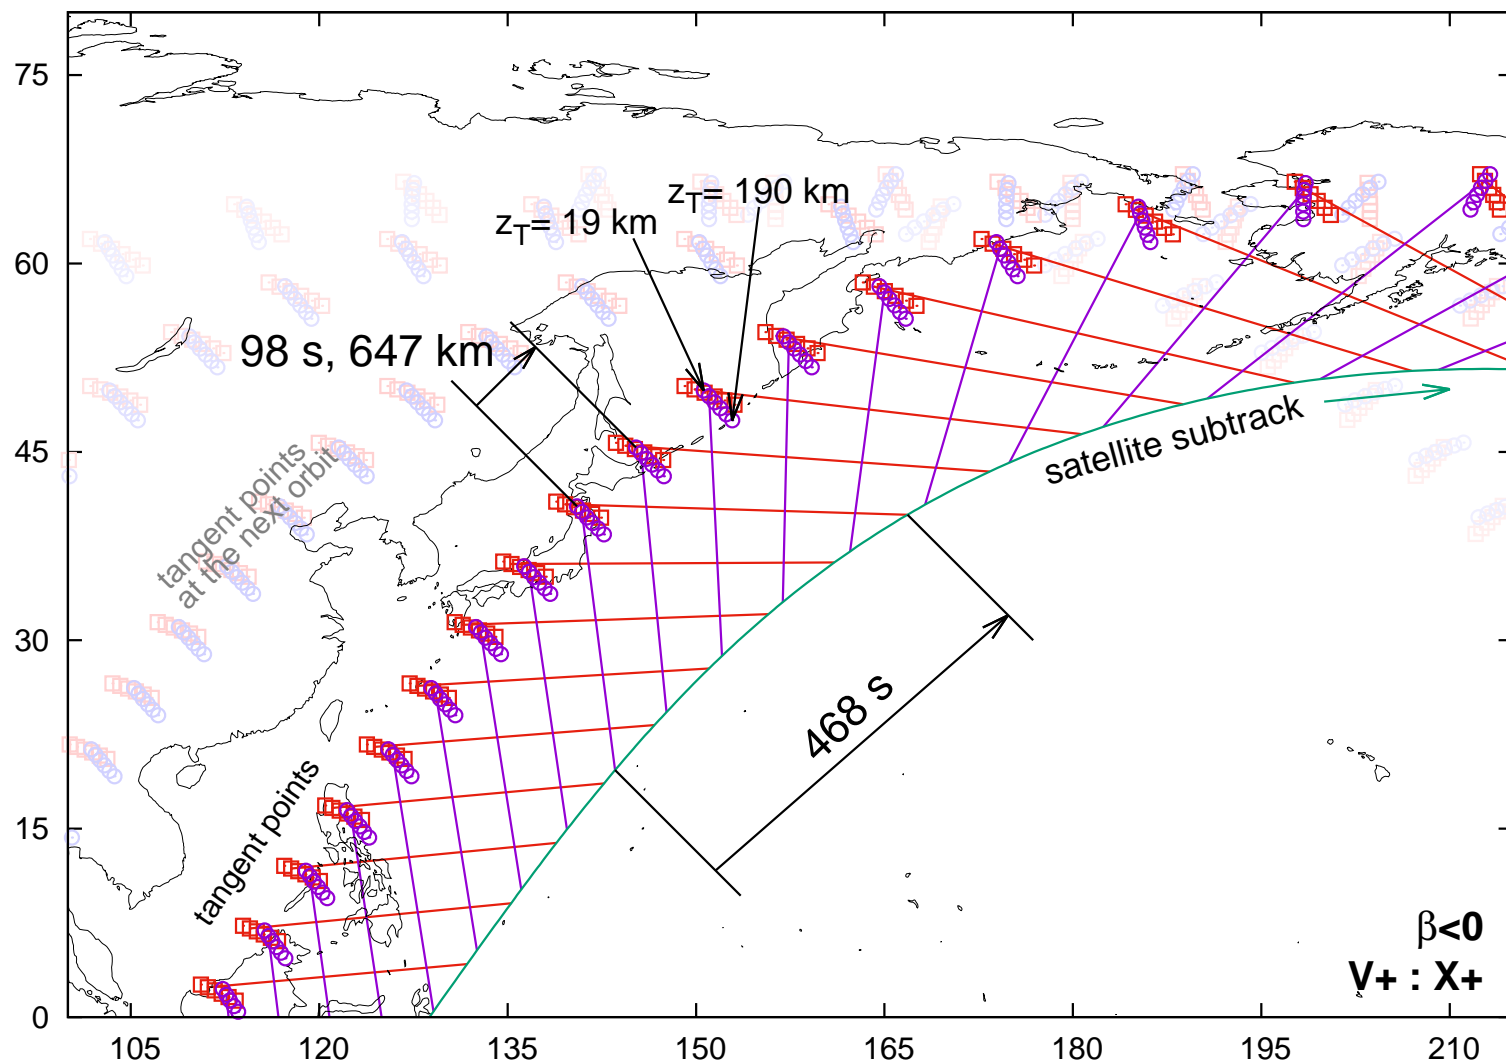 75
60
45
30
15
0
105
120
135
150
165
180
195
210
z_T= 190 km
z_T= 19 km
98 s, 647 km
satellite subtrack
tangent points
at the next orbit
468 s
tangent points
β<0
V+ : X+